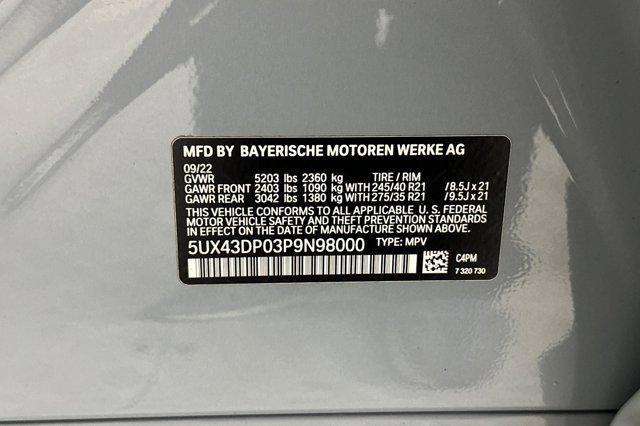 MFD BY BAYERISCHE MOTOREN WERKE AG
09/22
GVWR 5203 lbs 2360 kg TIRE / RIM
GAWR FRONT 2403 lbs 1090 kg WITH 245/40 R21 /8.5J x 21
GAWR REAR 3042 lbs 1380 kg WITH 275/35 R21 /9.5J x 21
THIS VEHICLE CONFORMS TO ALL APPLICABLE U. S. FEDERAL
MOTOR VEHICLE SAFETY AND THEFT PREVENTION STANDARDS
IN EFFECT ON THE DATE OF MANUFACTURE SHOWN ABOVE.
5UX43DP03P9N98000 TYPE: MPV
C4PM
7 320 730